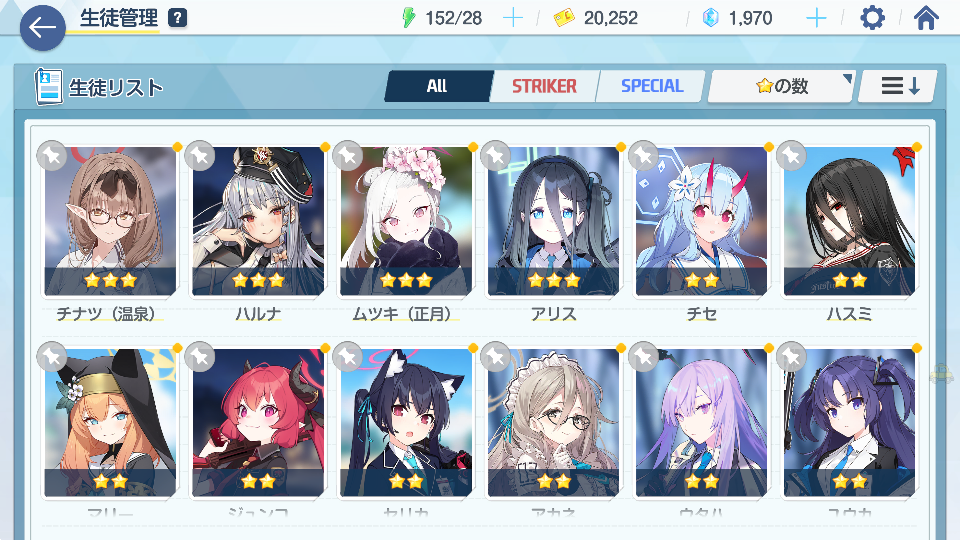 生徒管理 ?
152/28
20,252
1,970
生徒リスト
All
STRIKER
SPECIAL
の数
チナツ（温泉）
ハルナ
ムツキ（正月）
アリス
チセ
ハスミ
マリー
ジュンコ
セリカ
アカネ
ウタハ
ユウカ